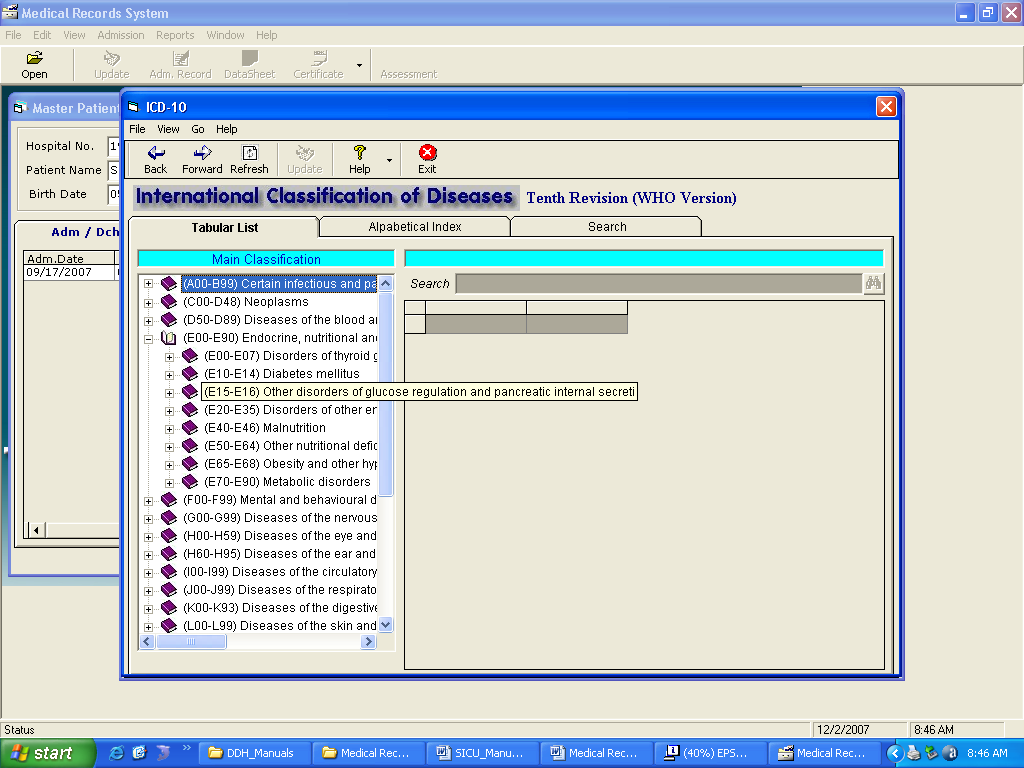 Medical Records System
File Edit View Admission Reports Window Help
Open Update Adm. Record DataSheet Certificate Assessment
Master Patien
Hospital No.
Patient Name S
Birth Date
Adm / Dch
Adm.Date
09/17/2007
ICD-10
File View Go Help
Back Forward Refresh Update Help Exit
International Classification of Diseases Tenth Revision (WHO Version)
Tabular List Alpabetical Index Search
Main Classification
Search
(A00-B99) Certain infectious and pa
(C00-D48) Neoplasms
(D50-D89) Diseases of the blood a
(E00-E90) Endocrine, nutritional an
(E00-E07) Disorders of thyroid g
(E10-E14) Diabetes mellitus
(E15-E16) Other disorders of glucose regulation and pancreatic internal secreti
(E20-E35) Disorders of other en
(E40-E46) Malnutrition
(E50-E64) Other nutritional defic
(E65-E68) Obesity and other hyp
(E70-E90) Metabolic disorders
(F00-F99) Mental and behavioural d
(G00-G99) Diseases of the nervous
(H00-H59) Diseases of the eye and
(H60-H95) Diseases of the ear and
(I00-I99) Diseases of the circulatory
(J00-J99) Diseases of the respirato
(K00-K93) Diseases of the digestive
(L00-L99) Diseases of the skin and
Status 12/2/2007 8:46 AM
start DDH_Manuals Medical Rec... SICU_Manu... Medical Rec... (40%) EPS... Medical Rec... 8:46 AM